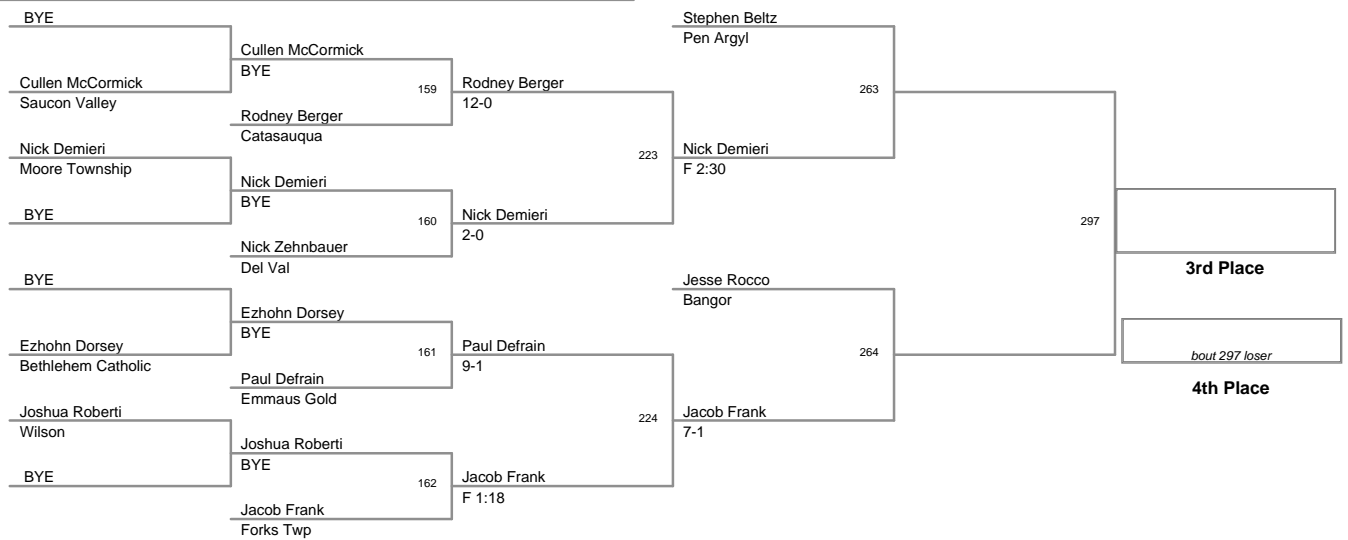 BYE
Cullen McCormick
Saucon Valley
Nick Demieri
Moore Township
BYE
BYE
Ezhohn Dorsey
Bethlehem Catholic
Joshua Roberti
Wilson
BYE
Cullen McCormick
BYE
159
Rodney Berger
Catasauqua
Nick Demieri
BYE
160
Nick Zehnbauer
Del Val
Ezhohn Dorsey
BYE
161
Paul Defrain
Emmaus Gold
Joshua Roberti
BYE
162
Jacob Frank
Forks Twp
Rodney Berger
12-0
223
Nick Demieri
2-0
Paul Defrain
9-1
224
Jacob Frank
F 1:18
Stephen Beltz
Pen Argyl
263
Nick Demieri
F 2:30
Jesse Rocco
Bangor
264
Jacob Frank
7-1
297
3rd Place
bout 297 loser
4th Place